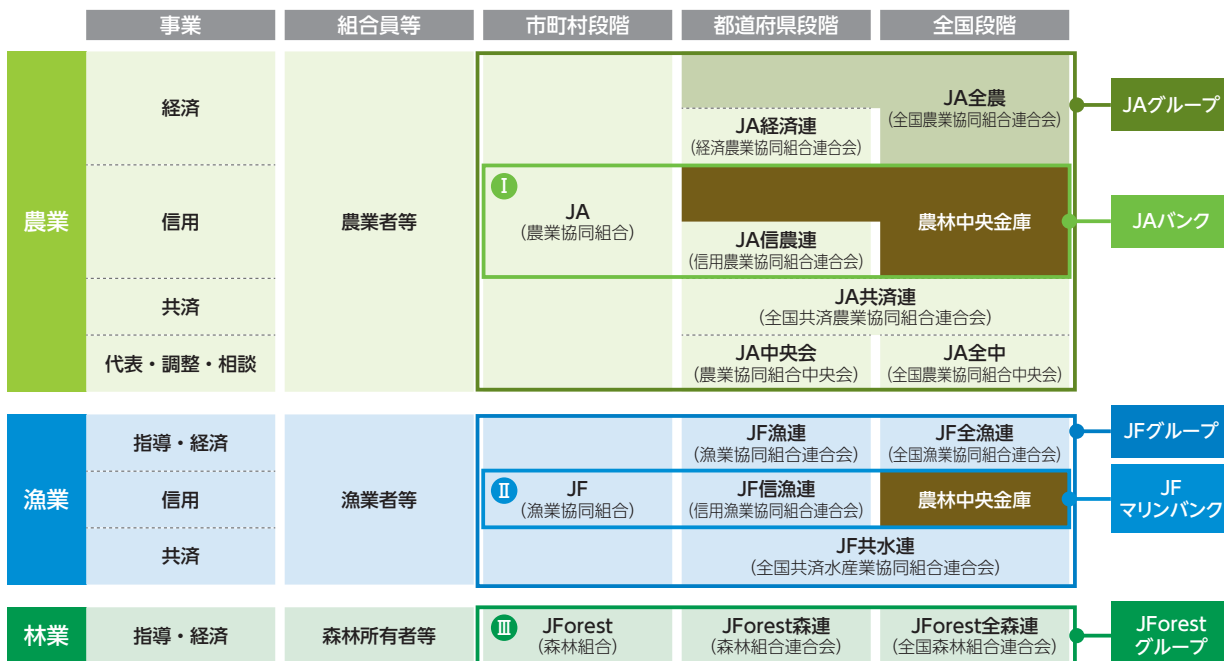 事業
組合員等
市町村段階
都道府県段階
全国段階
農業
経済
信用
共済
代表・調整・相談
農業者等
Ⅰ
JA
(農業協同組合)
JA経済連
(経済農業協同組合連合会)
JA全農
(全国農業協同組合連合会)
JA信農連
(信用農業協同組合連合会)
農林中央金庫
JA共済連
(全国共済農業協同組合連合会)
JA中央会
(農業協同組合中央会)
JA全中
(全国農業協同組合中央会)
JAグループ
JAバンク
漁業
指導・経済
信用
共済
漁業者等
Ⅱ
JF
(漁業協同組合)
JF漁連
(漁業協同組合連合会)
JF全漁連
(全国漁業協同組合連合会)
JF信漁連
(信用漁業協同組合連合会)
農林中央金庫
JF共水連
(全国共済水産業協同組合連合会)
JFグループ
JF
マリンバンク
林業
指導・経済
森林所有者等
Ⅲ
JForest
(森林組合)
JForest森連
(森林組合連合会)
JForest全森連
(全国森林組合連合会)
JForest
グループ